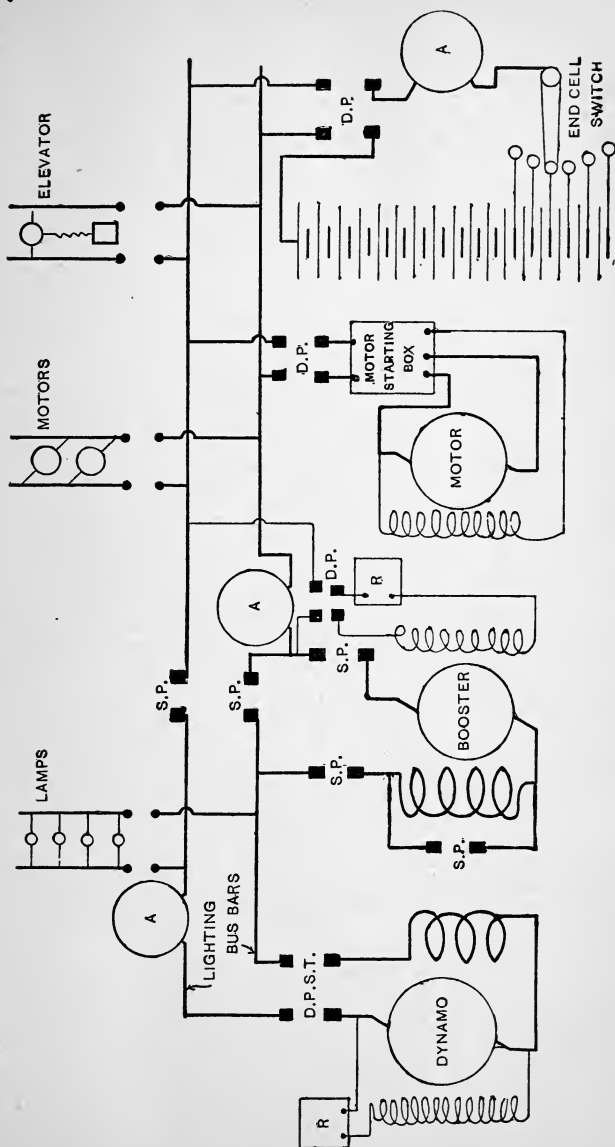 LAMPS
MOTORS
ELEVATOR
A
LIGHTING
BUS BARS
S.P.
S.P.
A
D.P.
S.P.
R
D.P.
MOTOR
STARTING
BOX
MOTOR
D.P.
A
END CELL
SWITCH
D.P.S.T.
R
DYNAMO
S.P.
S.P.
BOOSTER